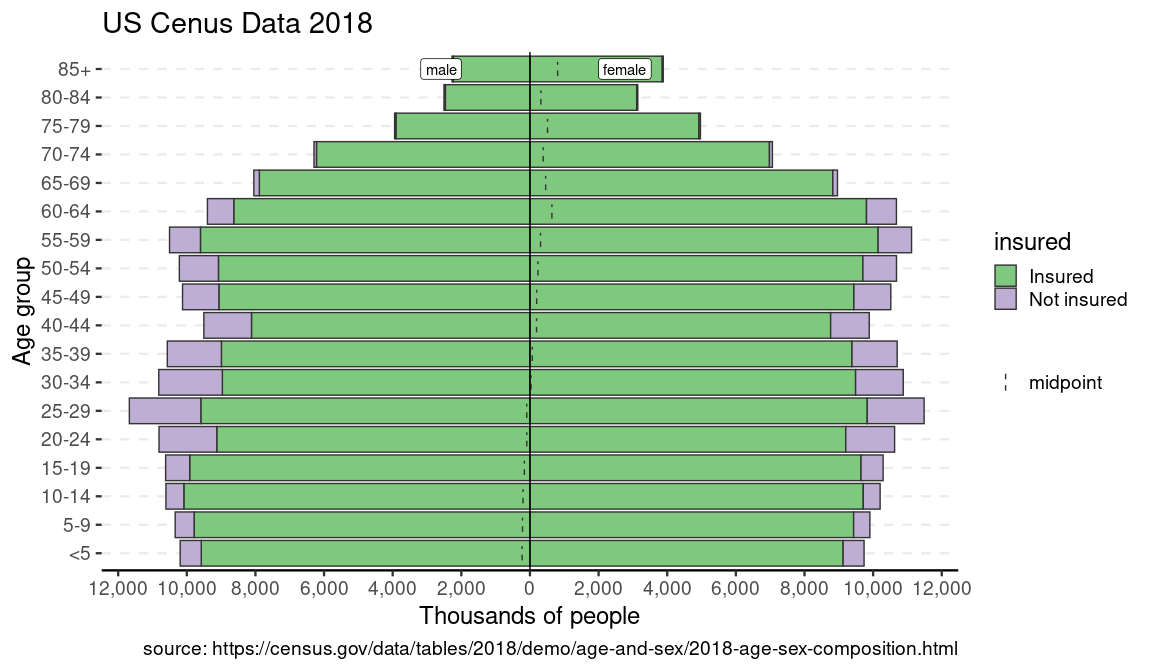 US Cenus Data 2018
85+
male
female
80-84
75-79
70-74
65-69
60-64
55-59
50-54
45-49
40-44
35-39
30-34
25-29
20-24
15-19
10-14
5-9
<5
Age group
12,000 10,000 8,000 6,000 4,000 2,000 0 2,000 4,000 6,000 8,000 10,000 12,000
Thousands of people
insured
Insured
Not insured
midpoint
source: https://census.gov/data/tables/2018/demo/age-and-sex/2018-age-sex-composition.html